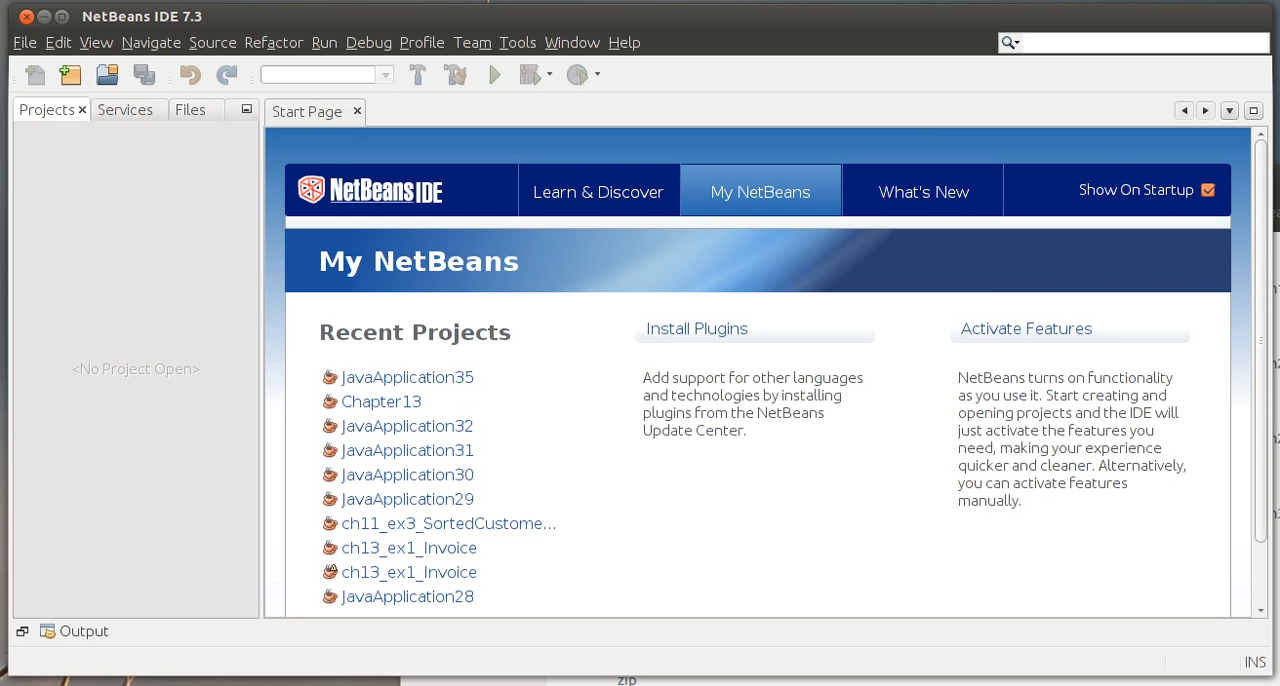 NetBeans IDE 7.3
File Edit View Navigate Source Refactor Run Debug Profile Team Tools Window Help
Projects Services Files
Start Page
NetBeans IDE
Learn & Discover
My NetBeans
What's New
Show On Startup
My NetBeans
<No Project Open>
Recent Projects
JavaApplication35
Chapter13
JavaApplication32
JavaApplication31
JavaApplication30
JavaApplication29
ch11_ex3_SortedCustome...
ch13_ex1_Invoice
ch13_ex1_Invoice
JavaApplication28
Install Plugins
Add support for other languages
and technologies by installing
plugins from the NetBeans
Update Center.
Activate Features
NetBeans turns on functionality
as you use it. Start creating and
opening projects and the IDE will
just activate the features you
need, making your experience
quicker and cleaner. Alternatively,
you can activate features
manually.
Output
INS
zip